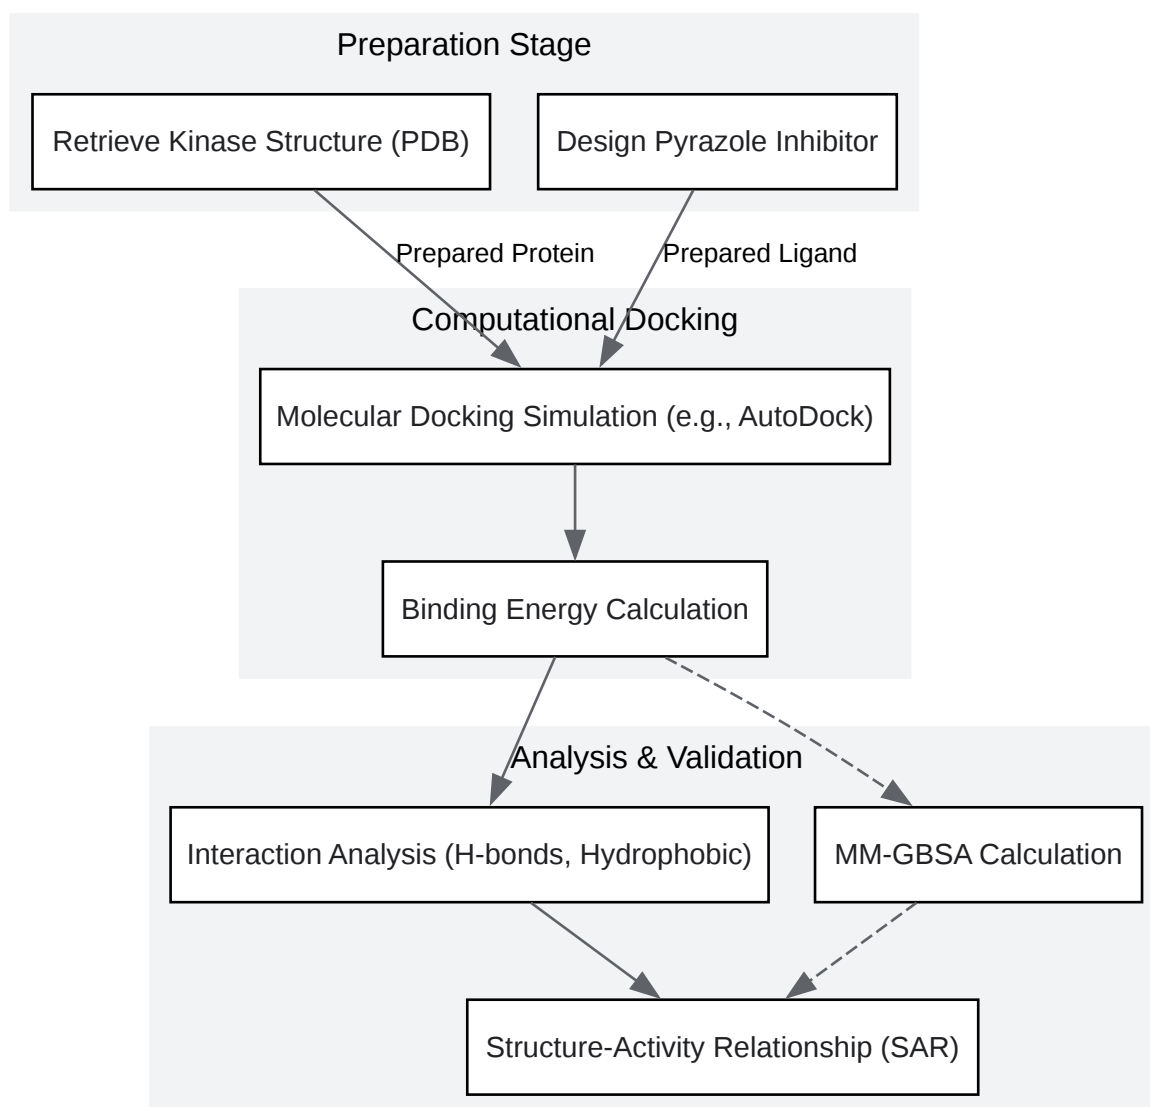 Preparation Stage
Retrieve Kinase Structure (PDB)
Design Pyrazole Inhibitor
Prepared Protein
Prepared Ligand
Computational Docking
Molecular Docking Simulation (e.g., AutoDock)
Binding Energy Calculation
Analysis & Validation
Interaction Analysis (H-bonds, Hydrophobic)
MM-GBSA Calculation
Structure-Activity Relationship (SAR)